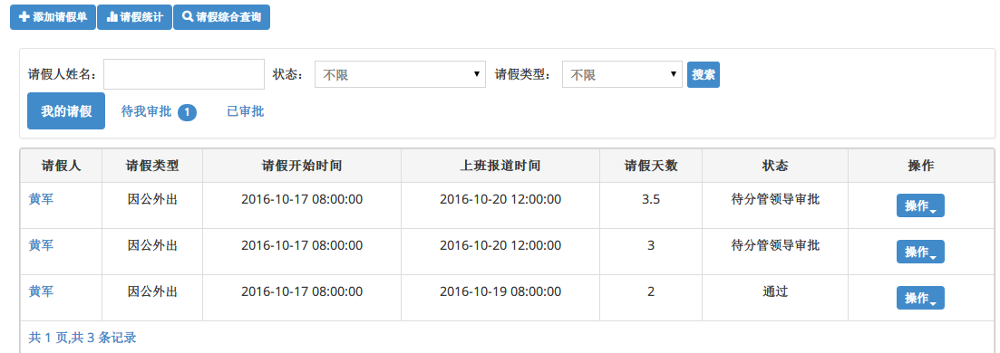 添加请假单 请假统计 请假综合查询
请假人姓名： 状态： 不限 请假类型： 不限 搜索
我的请假 待我审批 1 已审批
请假人 请假类型 请假开始时间 上班报道时间 请假天数 状态 操作
黄军 因公外出 2016-10-17 08:00:00 2016-10-20 12:00:00 3.5 待分管领导审批 操作
黄军 因公外出 2016-10-17 08:00:00 2016-10-20 12:00:00 3 待分管领导审批 操作
黄军 因公外出 2016-10-17 08:00:00 2016-10-19 08:00:00 2 通过 操作
共 1 页,共 3 条记录